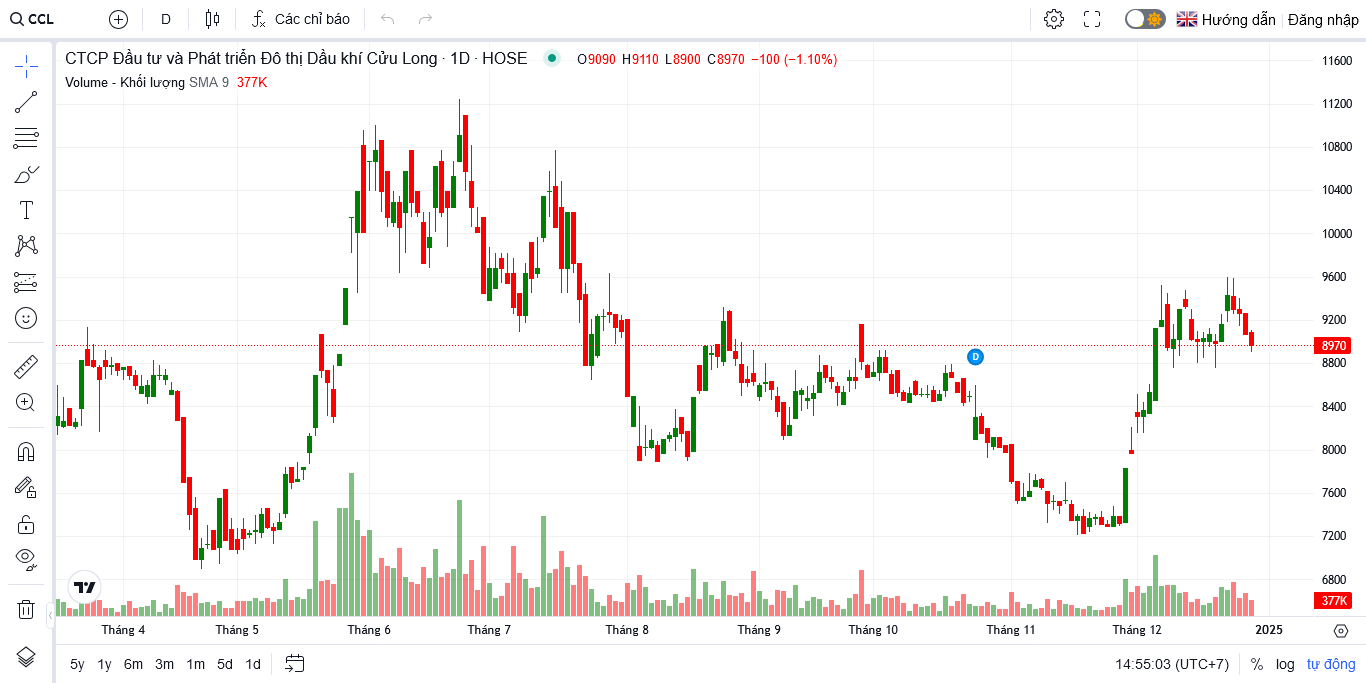 CCL D Các chỉ báo Hướng dẫn Đăng nhập
CTCP Đầu tư và Phát triển Đô thị Dầu khí Cửu Long · 1D · HOSE O9090 H9110 L8900 C8970 −100 (−1.10%)
Volume - Khối lượng SMA 9 377K
11600
11200
10800
10400
10000
9600
9200
8970
8800
8400
8000
7600
7200
6800
377K
D
Tháng 4 Tháng 5 Tháng 6 Tháng 7 Tháng 8 Tháng 9 Tháng 10 Tháng 11 Tháng 12 2025
5y 1y 6m 3m 1m 5d 1d 14:55:03 (UTC+7) % log tự động